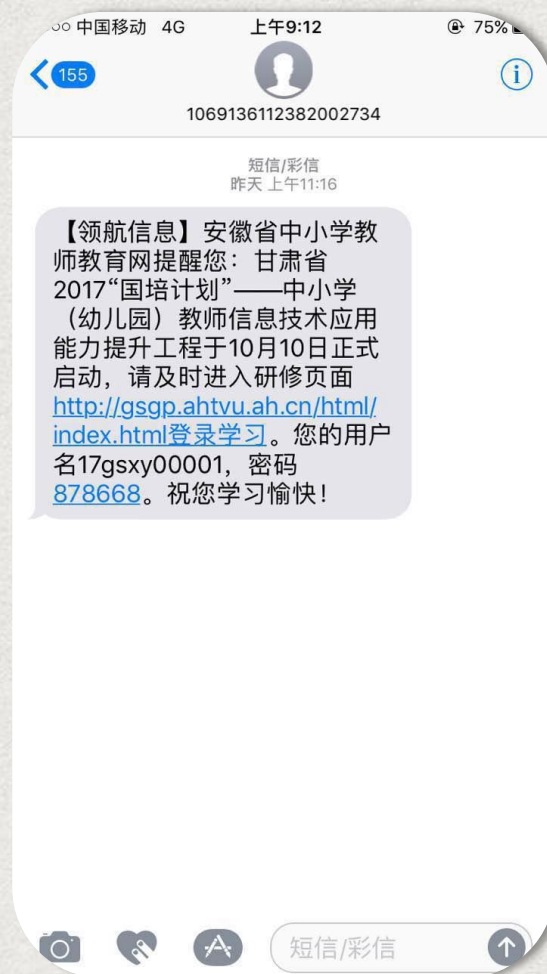 中国移动 4G 上午9:12 75%
155
1069136112382002734
短信/彩信
昨天 上午11:16
【领航信息】安徽省中小学教
师教育网提醒您：甘肃省
2017“国培计划”——中小学
（幼儿园）教师信息技术应用
能力提升工程于10月10日正式
启动，请及时进入研修页面
http://gsgp.ahtvu.ah.cn/html/
index.html登录学习。您的用户
名17gsxy00001，密码
878668。祝您学习愉快！
短信/彩信